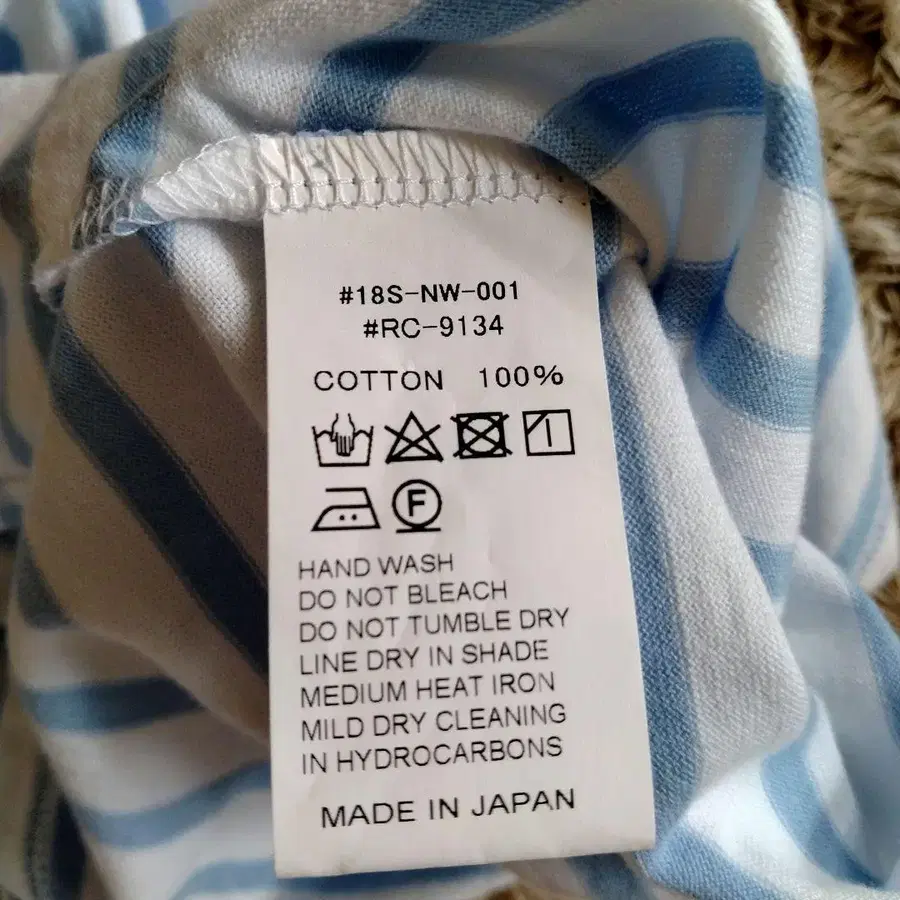 #18S-NW-001
#RC-9134
COTTON 100%
F
HAND WASH
DO NOT BLEACH
DO NOT TUMBLE DRY
LINE DRY IN SHADE
MEDIUM HEAT IRON
MILD DRY CLEANING
IN HYDROCARBONS
MADE IN JAPAN